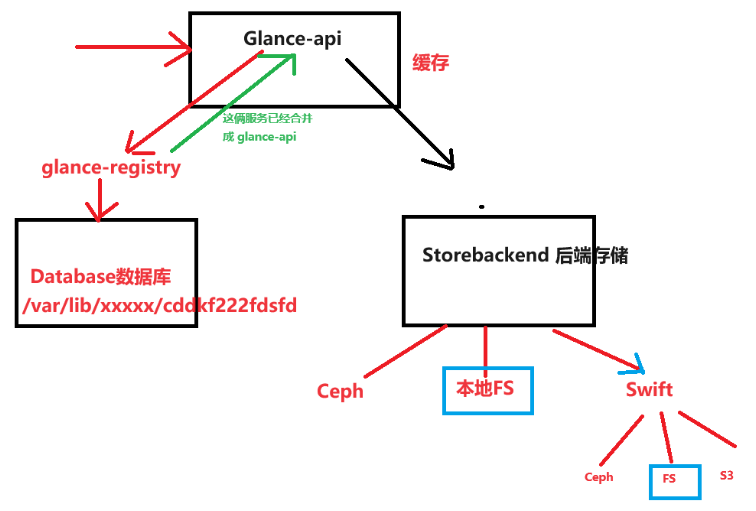 Glance-api
缓存
这俩服务已经合并
成 glance-api
glance-registry
Database数据库
/var/lib/xxxxx/cddkf222fdsfd
Storebackend 后端存储
Ceph
本地FS
Swift
Ceph
FS
S3